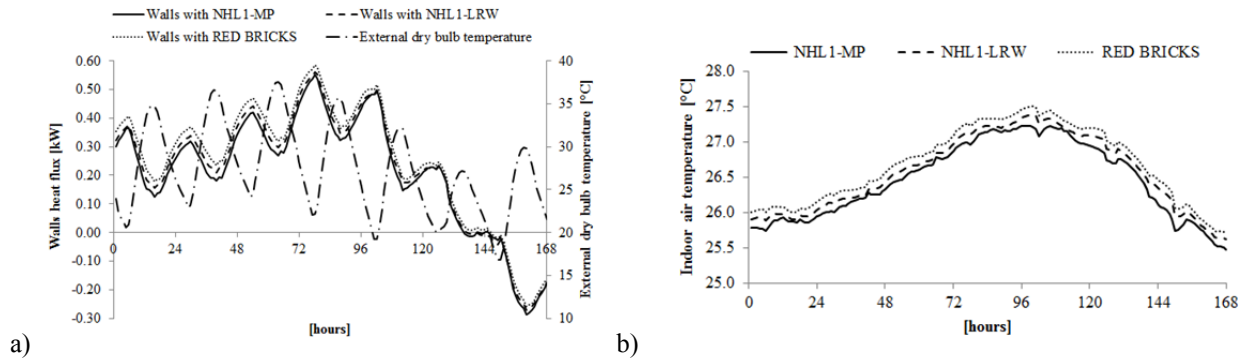 Walls with NHL1-MP Walls with NHL1-LRW
Walls with RED BRICKS External dry bulb temperature
0.60
0.50
0.40
0.30
0.20
0.10
0.00
-0.10
-0.20
-0.30
Walls heat flux [kW]
40
35
30
25
20
15
10
External dry bulb temperature [°C]
0 24 48 72 96 120 144 168
[hours]
a)
NHL1-MP NHL1-LRW RED BRICKS
28.0
27.5
27.0
26.5
26.0
25.5
25.0
Indoor air temperature [°C]
0 24 48 72 96 120 144 168
[hours]
b)